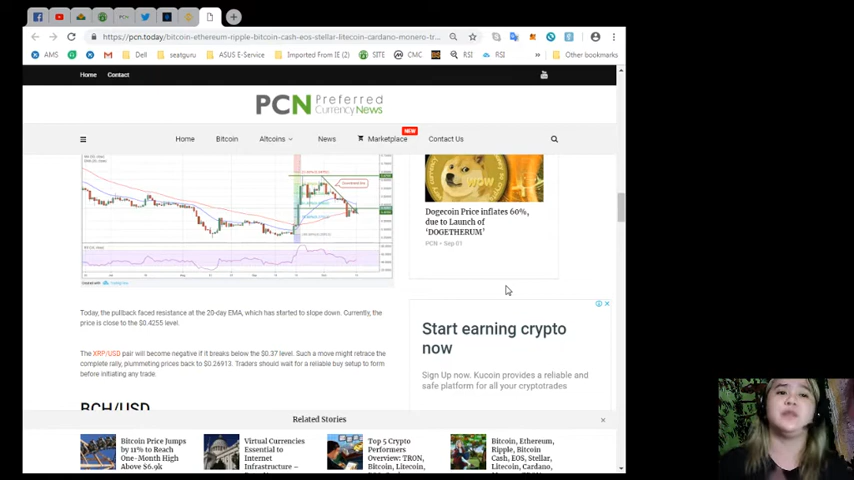 https://pcn.today/bitcoin-ethereum-ripple-bitcoin-cash-eos-stellar-litecoin-cardano-monero-tr...
AMS
Dell
seatguru
ASUS E-Service
Imported From IE (2)
SITE
CMC
RSI
RSI
»
Other bookmarks
Home
Contact
PCN Preferred
Currency News
NEW
Home
Bitcoin
Altcoins
News
Marketplace
Contact Us
WOW
Dogecoin Price inflates 60%,
due to Launch of
'DOGETHERUM'
PCN • Sep 01
Today, the pullback faced resistance at the 20-day EMA, which has started to slope down. Currently, the
price is close to the $0.4255 level.
The XRP/USD pair will become negative if it breaks below the $0.37 level. Such a move might retrace the
complete rally, plummeting prices back to $0.26913. Traders should wait for a reliable buy setup to form
before initiating any trade.
BCH/USD
Start earning crypto
now
Sign Up now. Kucoin provides a reliable and
safe platform for all your cryptotrades
Related Stories
Bitcoin Price Jumps
by 11% to Reach
One-Month High
Above $6.9k
Virtual Currencies
Essential to
Internet
Infrastructure –
Top 5 Crypto
Performers
Overview: TRON,
Bitcoin, Litecoin,
Bitcoin, Ethereum,
Ripple, Bitcoin
Cash, EOS, Stellar,
Litecoin, Cardano,